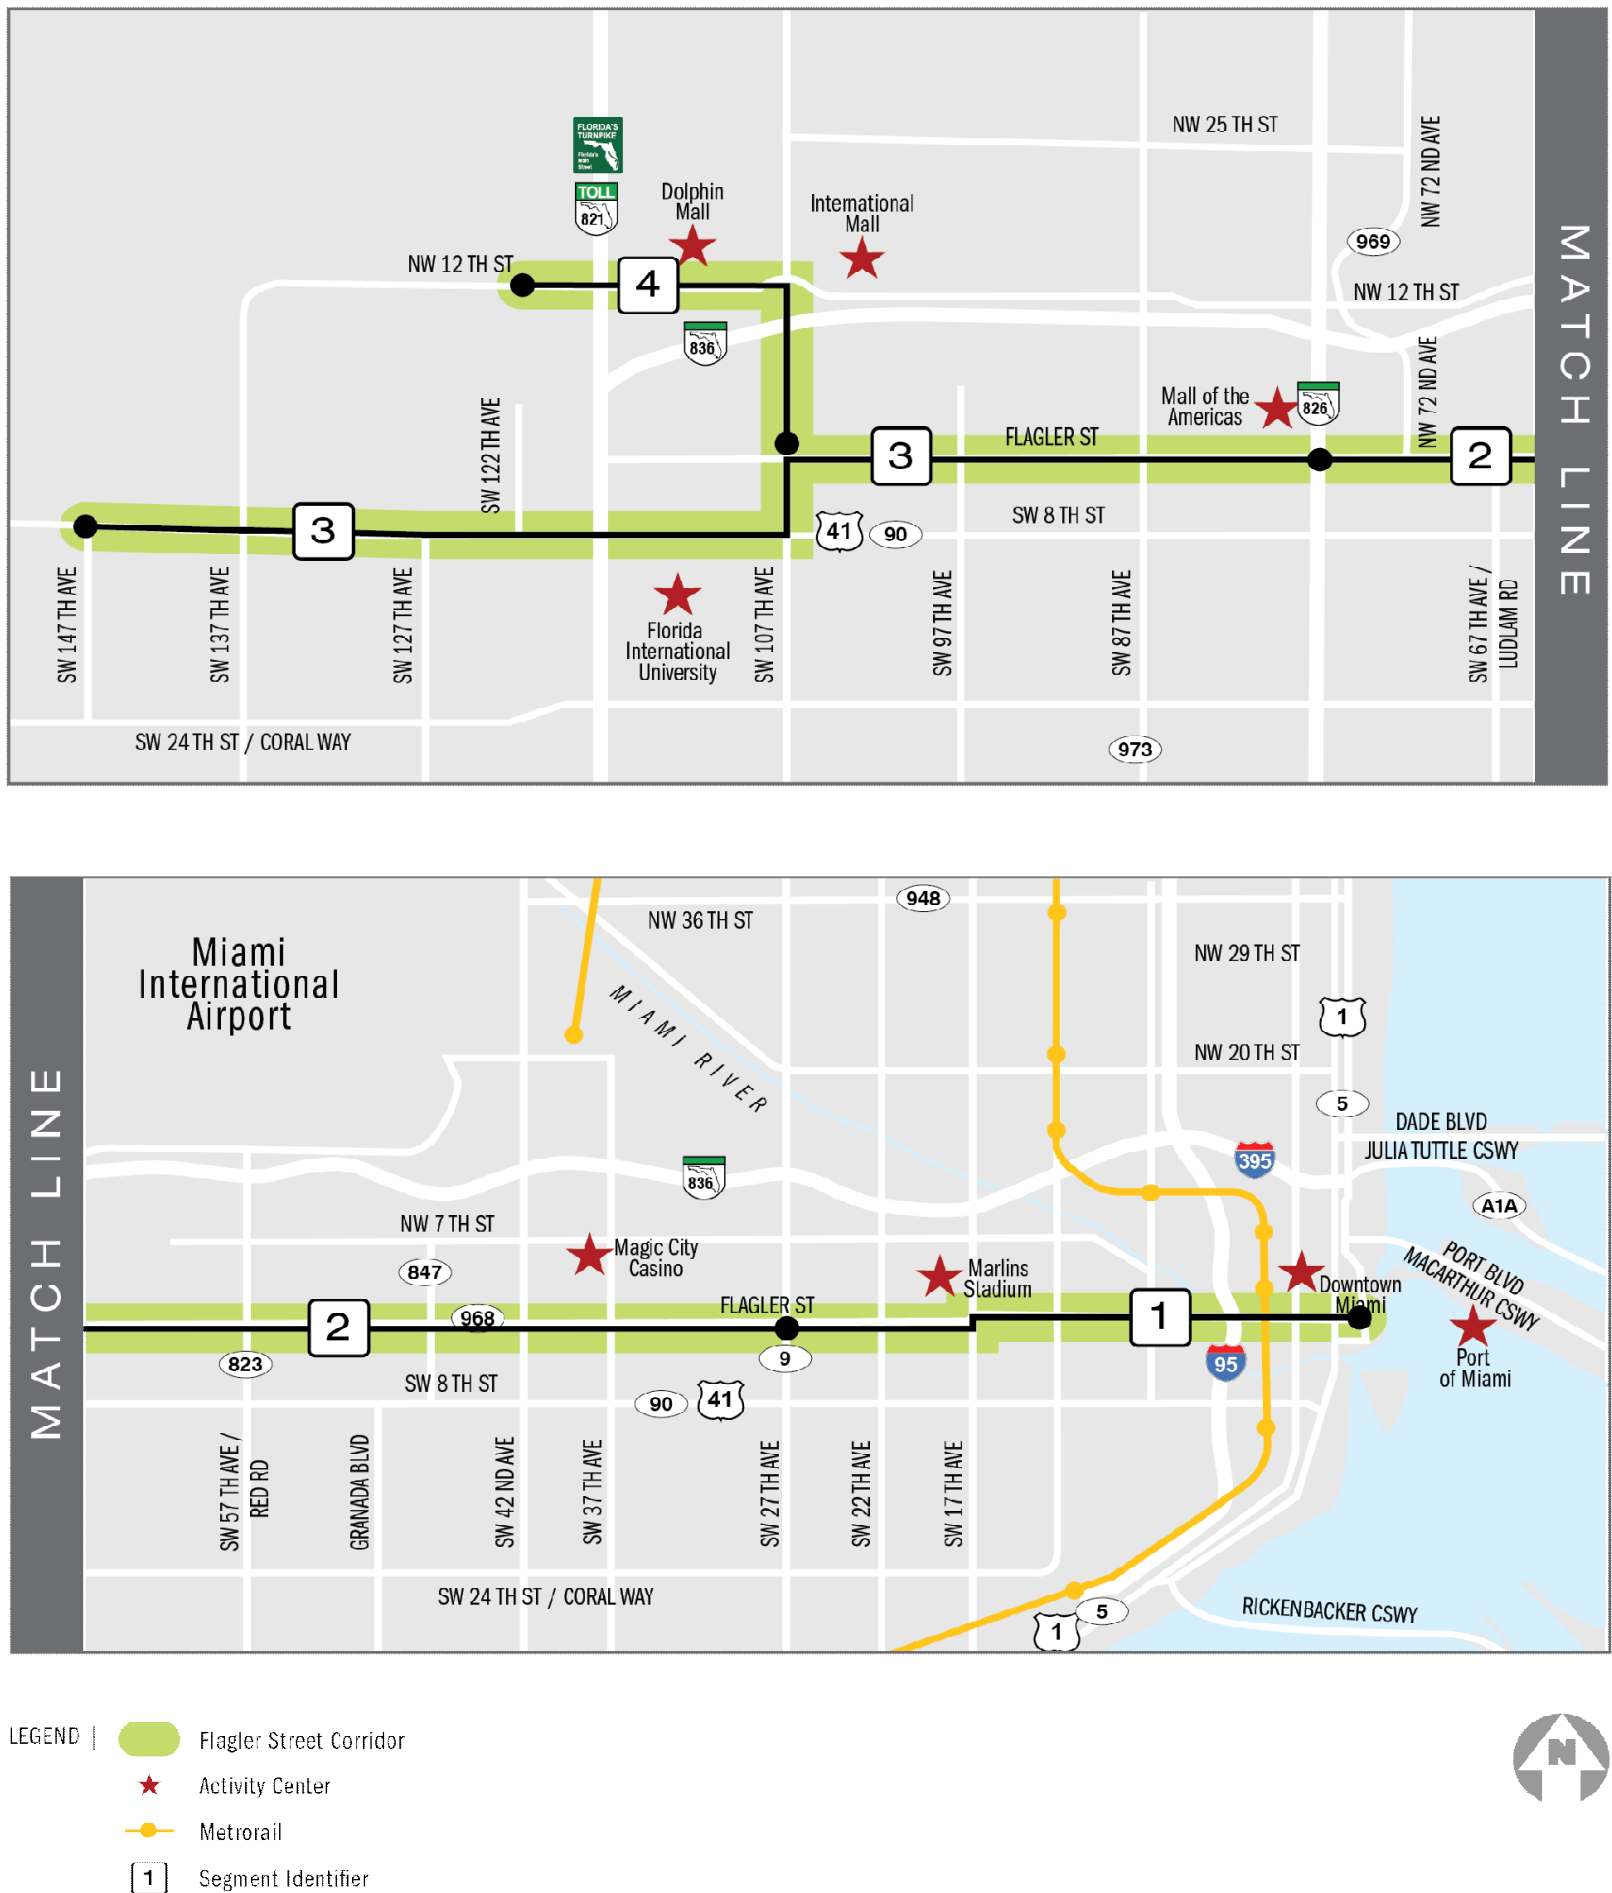 NW 25 TH ST
NW 72 ND AVE
FLORIDA'S
TURNPIKE
Florida's
Main
Street
TOLL
821
Dolphin
Mall
International
Mall
969
NW 12 TH ST
4
NW 12 TH ST
836
NW 72 ND AVE
Mall of the
Americas
826
SW 122 TH AVE
FLAGLER ST
3
2
3
41
90
SW 8 TH ST
SW 147 TH AVE
SW 137 TH AVE
SW 127 TH AVE
Florida
International
University
SW 107 TH AVE
SW 97 TH AVE
SW 87 TH AVE
SW 67 TH AVE /
LUDLAM RD
SW 24 TH ST / CORAL WAY
973
MATCH LINE
MATCH LINE
Miami
International
Airport
948
NW 36 TH ST
NW 29 TH ST
MIAMI RIVER
1
NW 20 TH ST
5
DADE BLVD
JULIA TUTTLE CSWY
395
836
A1A
NW 7 TH ST
Magic City
Casino
847
Marlins
Stadium
Downtown
Miami
PORT BLVD
MACARTHUR CSWY
968
FLAGLER ST
2
1
823
9
95
Port
of Miami
SW 8 TH ST
90
41
SW 57 TH AVE /
RED RD
GRANADA BLVD
SW 42 ND AVE
SW 37 TH AVE
SW 27 TH AVE
SW 22 TH AVE
SW 17 TH AVE
SW 24 TH ST / CORAL WAY
5
1
RICKENBACKER CSWY
LEGEND |
Flagler Street Corridor
Activity Center
Metrorail
1 Segment Identifier
N